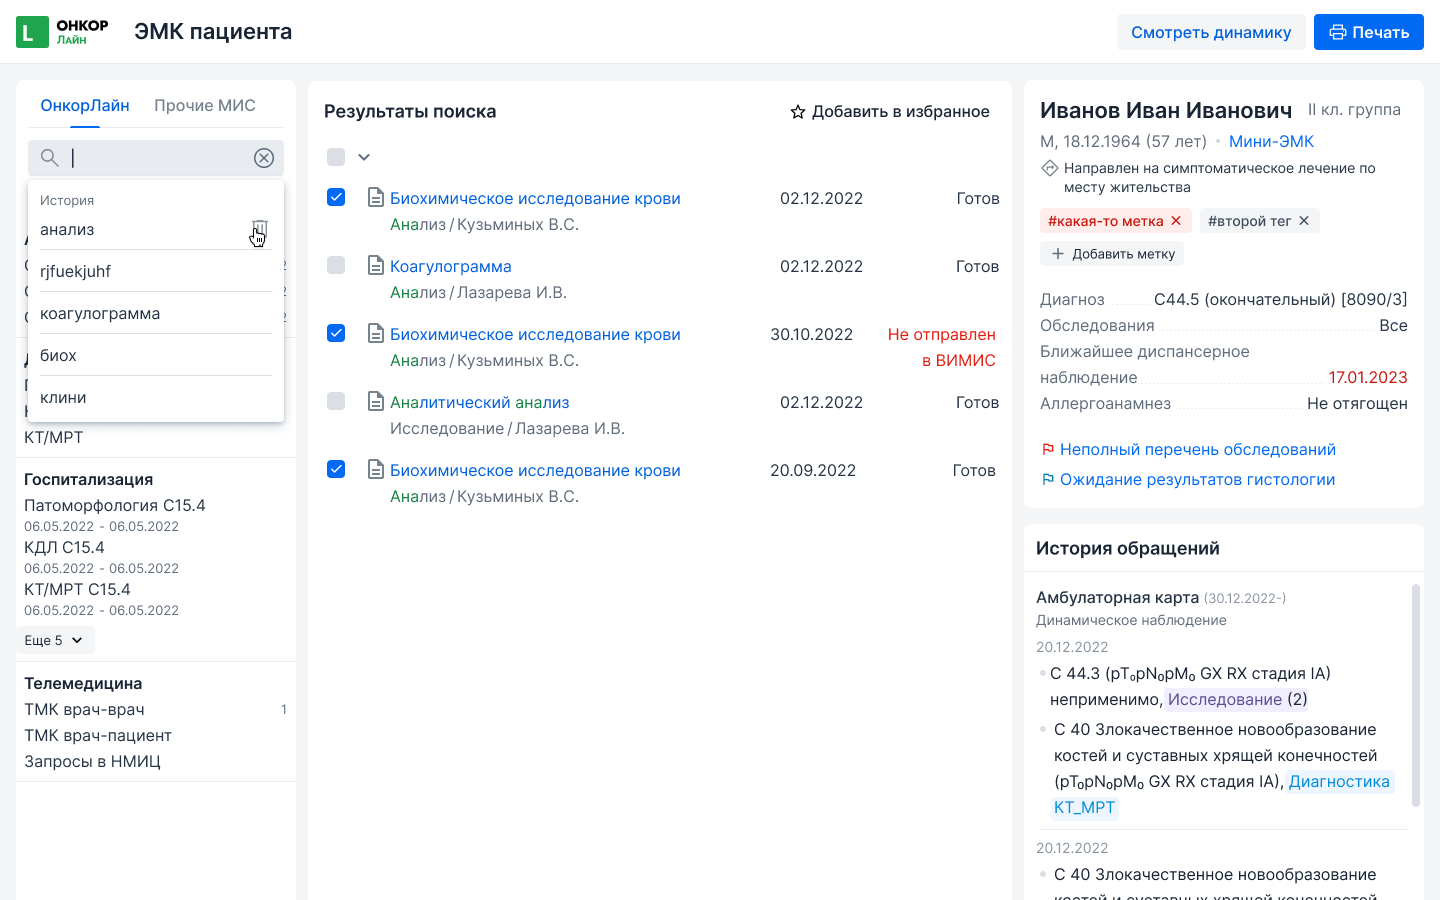 L ОНКОР
Лайн
ЭМК пациента
Смотреть динамику
Печать
ОнкорЛайн
Прочие МИС
История
анализ
rjfuekjuhf
коагулограмма
биох
клини
КТ/МРТ
Госпитализация
Патоморфология С15.4
06.05.2022 - 06.05.2022
КДЛ С15.4
06.05.2022 - 06.05.2022
КТ/МРТ С15.4
06.05.2022 - 06.05.2022
Еще 5
Телемедицина
ТМК врач-врач 1
ТМК врач-пациент
Запросы в НМИЦ
Результаты поиска
Добавить в избранное
Биохимическое исследование крови 02.12.2022 Готов
Анализ / Кузьминых В.С.
Коагулограмма 02.12.2022 Готов
Анализ / Лазарева И.В.
Биохимическое исследование крови 30.10.2022 Не отправлен
Анализ / Кузьминых В.С. в ВИМИС
Аналитический анализ 02.12.2022 Готов
Исследование / Лазарева И.В.
Биохимическое исследование крови 20.09.2022 Готов
Анализ / Кузьминых В.С.
Иванов Иван Иванович II кл. группа
М, 18.12.1964 (57 лет) • Мини-ЭМК
Направлен на симптоматическое лечение по
месту жительства
#какая-то метка ✕ #второй тег ✕
+ Добавить метку
Диагноз С44.5 (окончательный) [8090/3]
Обследования Все
Ближайшее диспансерное
наблюдение 17.01.2023
Аллергоанамнез Не отягощен
Неполный перечень обследований
Ожидание результатов гистологии
История обращений
Амбулаторная карта (30.12.2022-)
Динамическое наблюдение
20.12.2022
С 44.3 (pT₀pN₀pM₀ GX RX стадия IA)
неприменимо, Исследование (2)
С 40 Злокачественное новообразование
костей и суставных хрящей конечностей
(pT₀pN₀pM₀ GX RX стадия IA), Диагностика
КТ_МРТ
20.12.2022
С 40 Злокачественное новообразование
костей и суставных хрящей конечностей